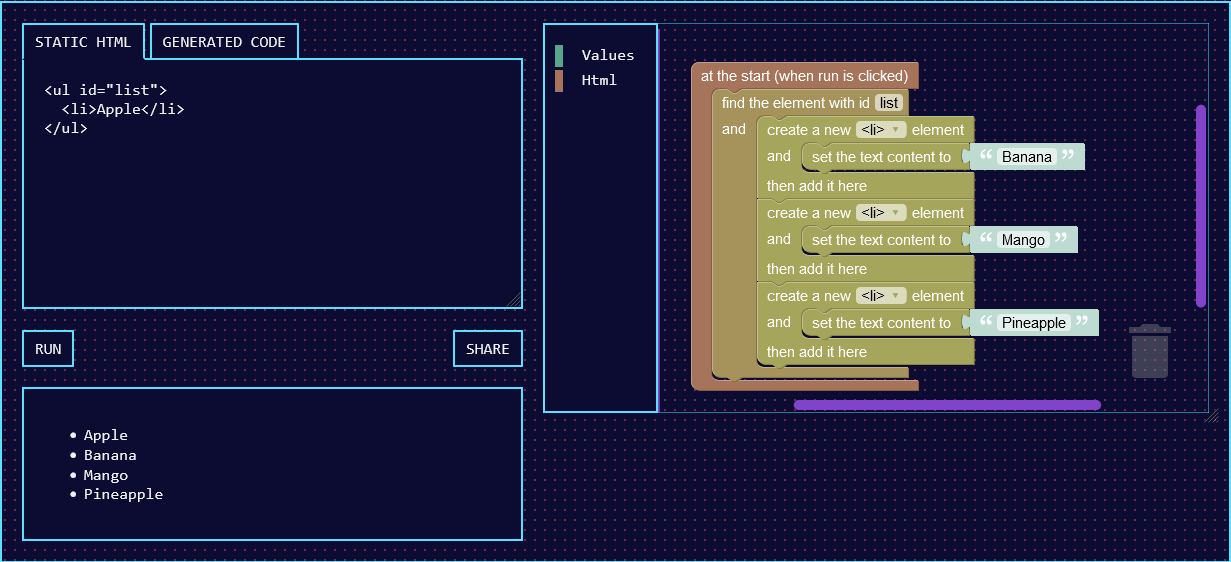 STATIC HTML
GENERATED CODE
<ul id="list">
  <li>Apple</li>
</ul>
RUN
SHARE
• Apple
• Banana
• Mango
• Pineapple
Values
Html
at the start (when run is clicked)
find the element with id list
and create a new <li> ▾ element
and set the text content to “ Banana ”
then add it here
create a new <li> ▾ element
and set the text content to “ Mango ”
then add it here
create a new <li> ▾ element
and set the text content to “ Pineapple ”
then add it here